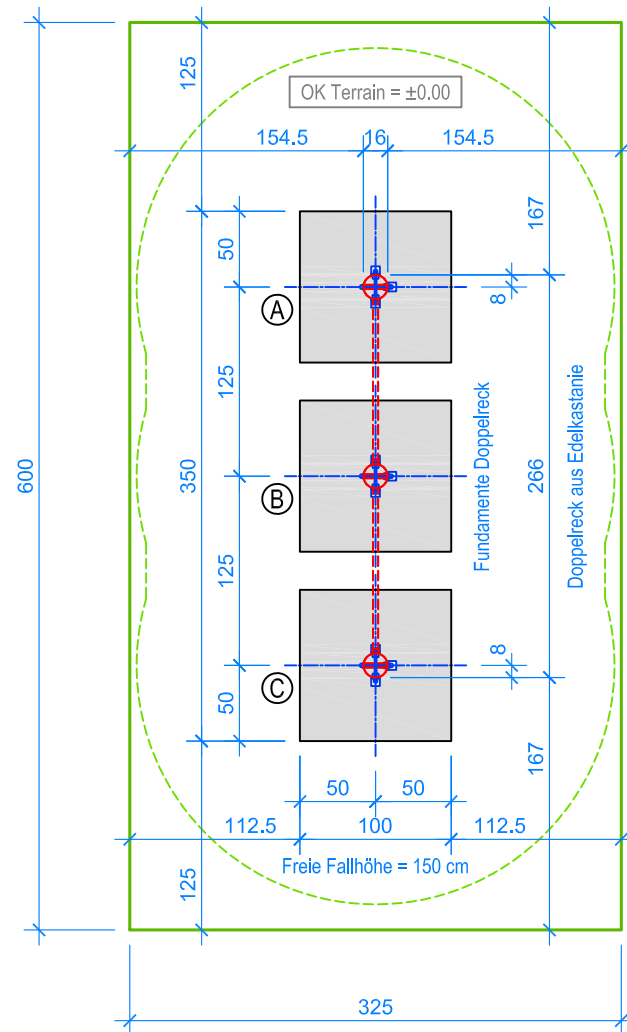 125
OK Terrain = ±0.00
154.5 16 154.5
167
50
8
A
125
Fundamente Doppelreck
Doppelreck aus Edelkastanie
600
350
266
B
125
8
C
50
167
50 50
112.5 100 112.5
Freie Fallhöhe = 150 cm
125
325